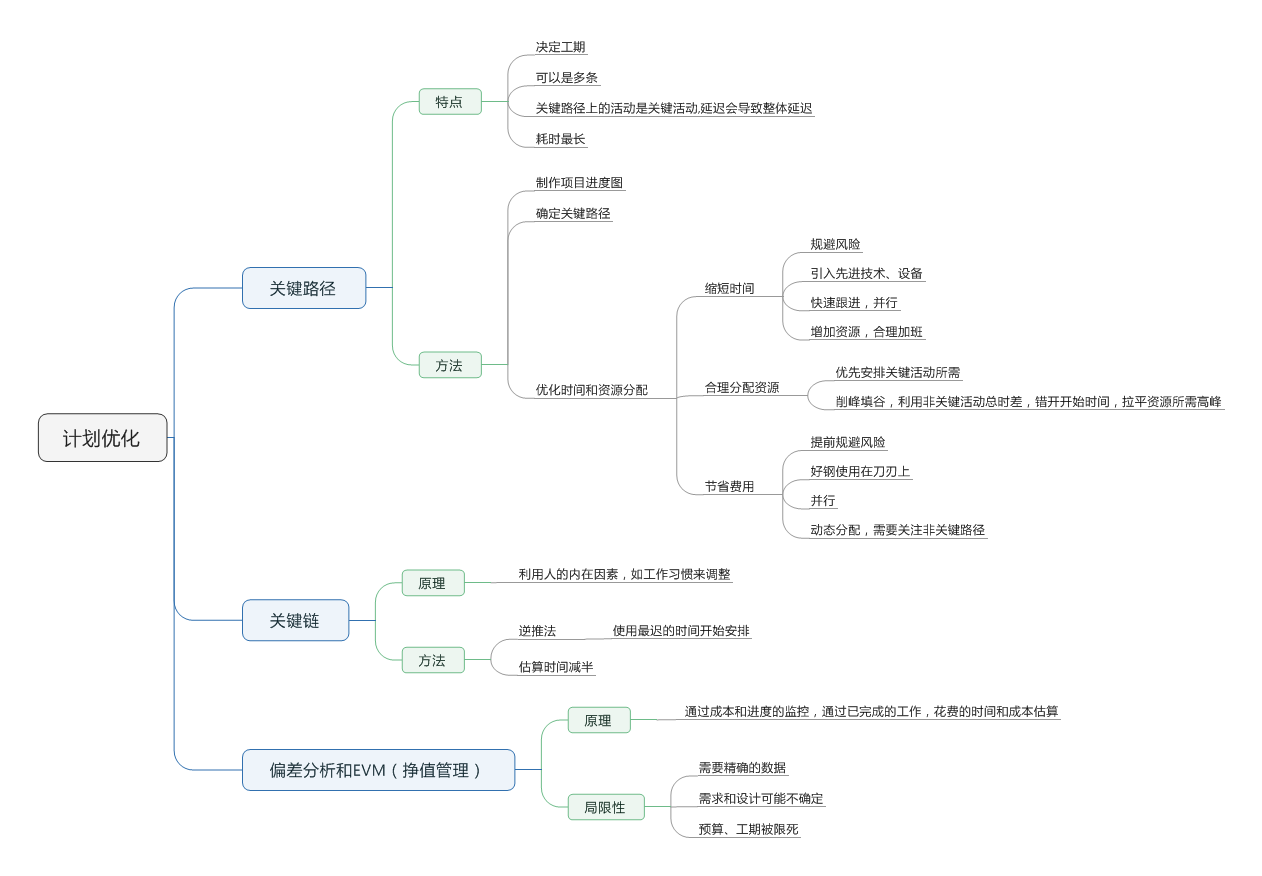 计划优化
关键路径
特点
决定工期
可以是多条
关键路径上的活动是关键活动,延迟会导致整体延迟
耗时最长
方法
制作项目进度图
确定关键路径
优化时间和资源分配
缩短时间
规避风险
引入先进技术、设备
快速跟进，并行
增加资源，合理加班
合理分配资源
优先安排关键活动所需
削峰填谷，利用非关键活动总时差，错开开始时间，拉平资源所需高峰
节省费用
提前规避风险
好钢使用在刀刃上
并行
动态分配，需要关注非关键路径
关键链
原理
利用人的内在因素，如工作习惯来调整
方法
逆推法
使用最迟的时间开始安排
估算时间减半
偏差分析和EVM（挣值管理）
原理
通过成本和进度的监控，通过已完成的工作，花费的时间和成本估算
局限性
需要精确的数据
需求和设计可能不确定
预算、工期被限死